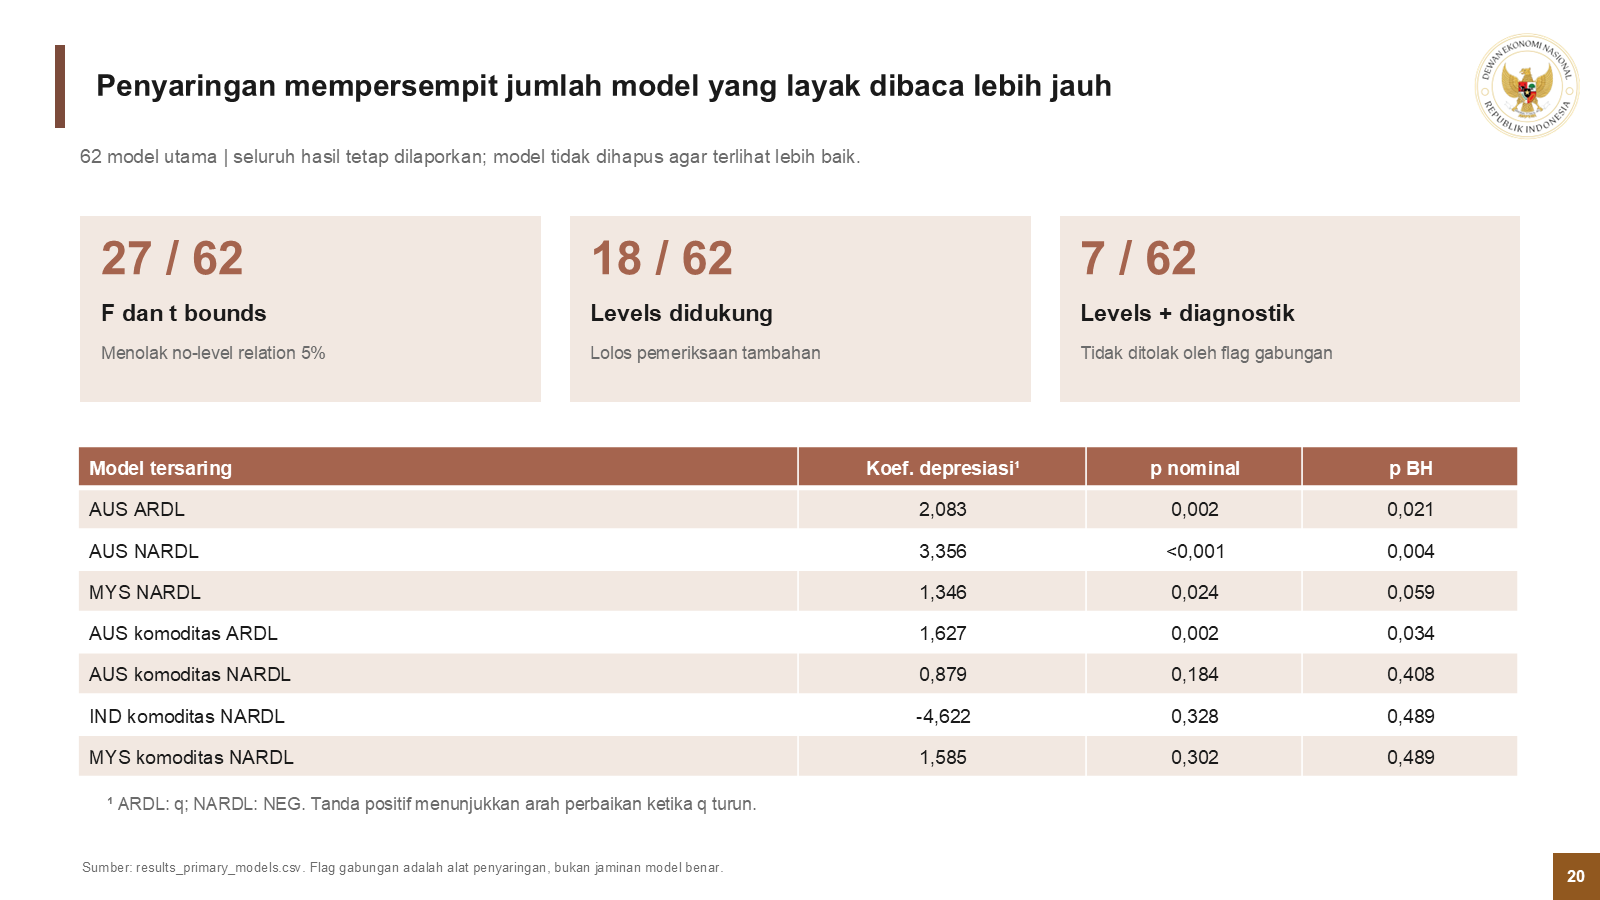 Penyaringan mempersempit jumlah model yang layak dibaca lebih jauh
DEWAN EKONOMI NASIONAL
REPUBLIK INDONESIA
62 model utama | seluruh hasil tetap dilaporkan; model tidak dihapus agar terlihat lebih baik.
27 / 62
F dan t bounds
Menolak no-level relation 5%
18 / 62
Levels didukung
Lolos pemeriksaan tambahan
7 / 62
Levels + diagnostik
Tidak ditolak oleh flag gabungan
Model tersaring Koef. depresiasi¹ p nominal p BH
AUS ARDL 2,083 0,002 0,021
AUS NARDL 3,356 <0,001 0,004
MYS NARDL 1,346 0,024 0,059
AUS komoditas ARDL 1,627 0,002 0,034
AUS komoditas NARDL 0,879 0,184 0,408
IND komoditas NARDL -4,622 0,328 0,489
MYS komoditas NARDL 1,585 0,302 0,489
¹ ARDL: q; NARDL: NEG. Tanda positif menunjukkan arah perbaikan ketika q turun.
Sumber: results_primary_models.csv. Flag gabungan adalah alat penyaringan, bukan jaminan model benar.
20